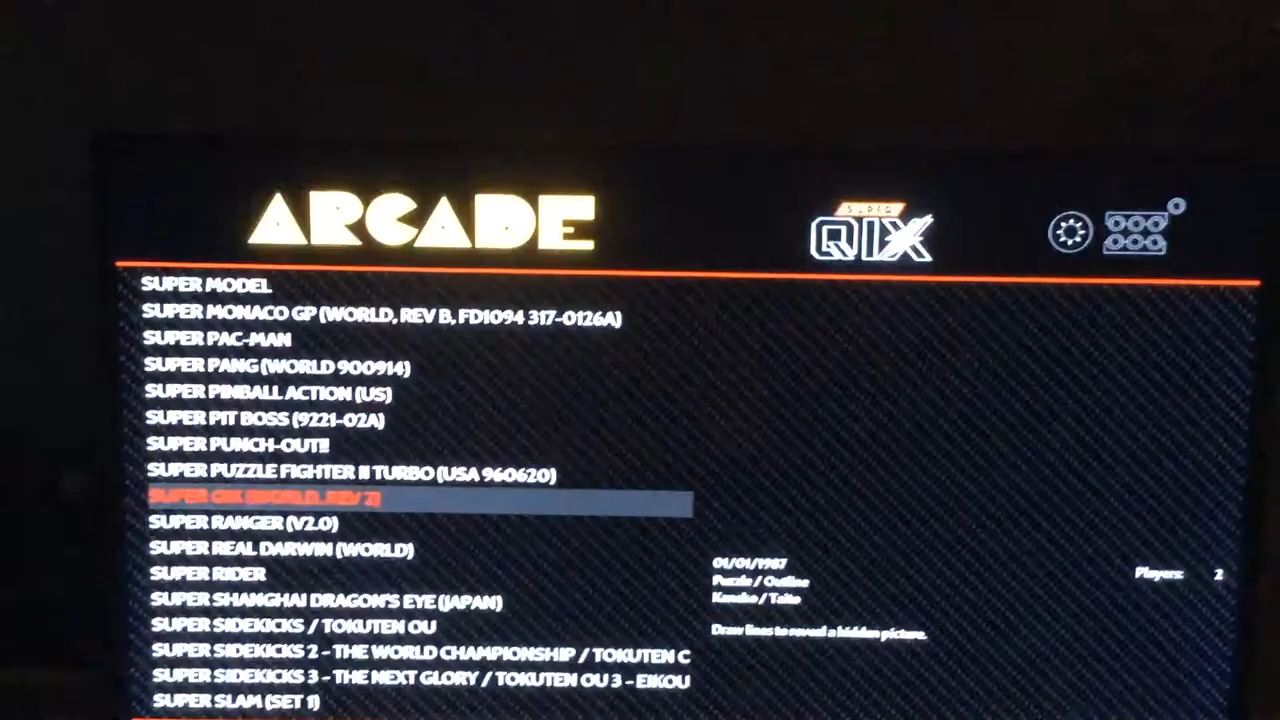 ARCADE
SUPER
QIX
SUPER MODEL
SUPER MONACO GP (WORLD, REV B, FD1094 317-0126A)
SUPER PAC-MAN
SUPER PANG (WORLD 900914)
SUPER PINBALL ACTION (US)
SUPER PIT BOSS (9221-02A)
SUPER PUNCH-OUT!!
SUPER PUZZLE FIGHTER II TURBO (USA 960620)
SUPER QIX (WORLD, REV 2)
SUPER RANGER (V2.0)
SUPER REAL DARWIN (WORLD)
SUPER RIDER
SUPER SHANGHAI DRAGON'S EYE (JAPAN)
SUPER SIDEKICKS / TOKUTEN OU
SUPER SIDEKICKS 2 - THE WORLD CHAMPIONSHIP / TOKUTEN C
SUPER SIDEKICKS 3 - THE NEXT GLORY / TOKUTEN OU 3 - EIKOU
SUPER SLAM (SET 1)
01/01/1987
Puzzle / Outline
Kaneko / Taito
Players: 2
Draw lines to reveal a hidden picture.